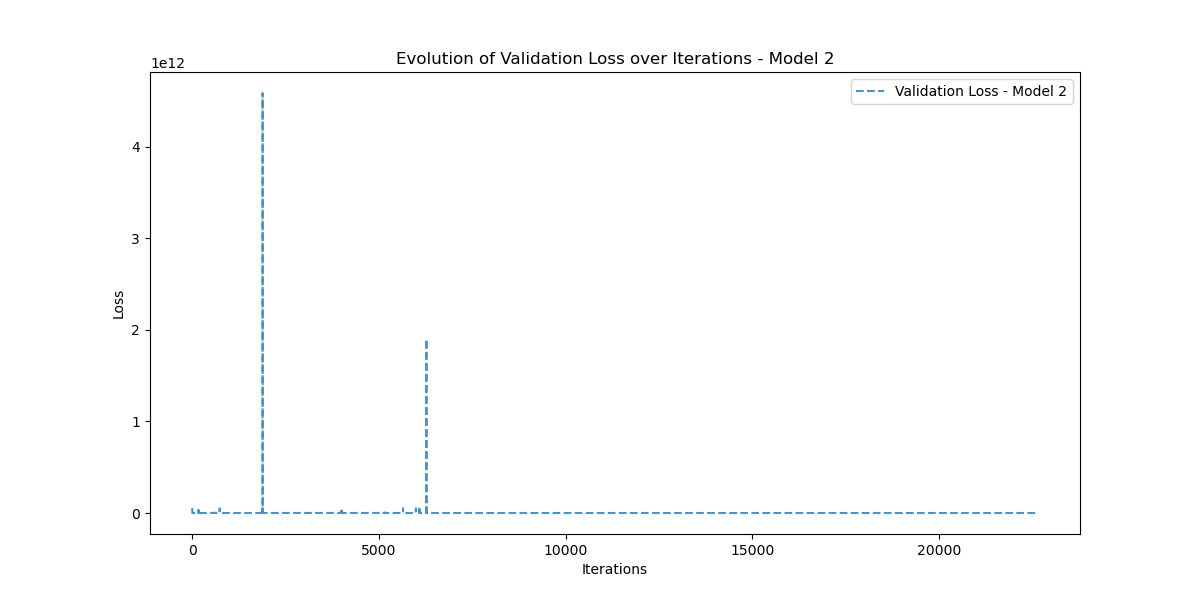 Evolution of Validation Loss over Iterations - Model 2
1e12
Validation Loss - Model 2
4
3
2
1
0
Loss
0 5000 10000 15000 20000
Iterations